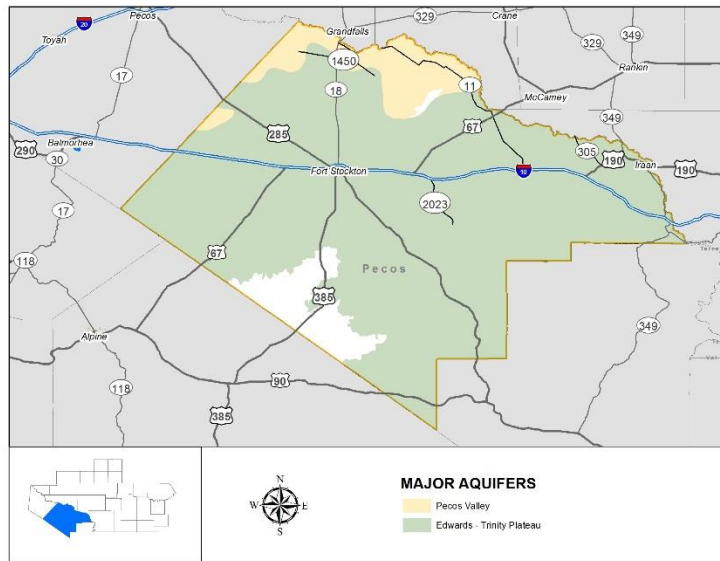 Pecos
20
Toyah
17
Grandfalls
329
Crane
349
329
Rankin
1450
18
11
McCamey
67
349
285
Balmorhea
290
30
305
190
Iraan
190
Fort Stockton
10
17
2023
67
118
Pecos
385
349
Alpine
90
118
385
N
W
E
S
MAJOR AQUIFERS
Pecos Valley
Edwards - Trinity Plateau